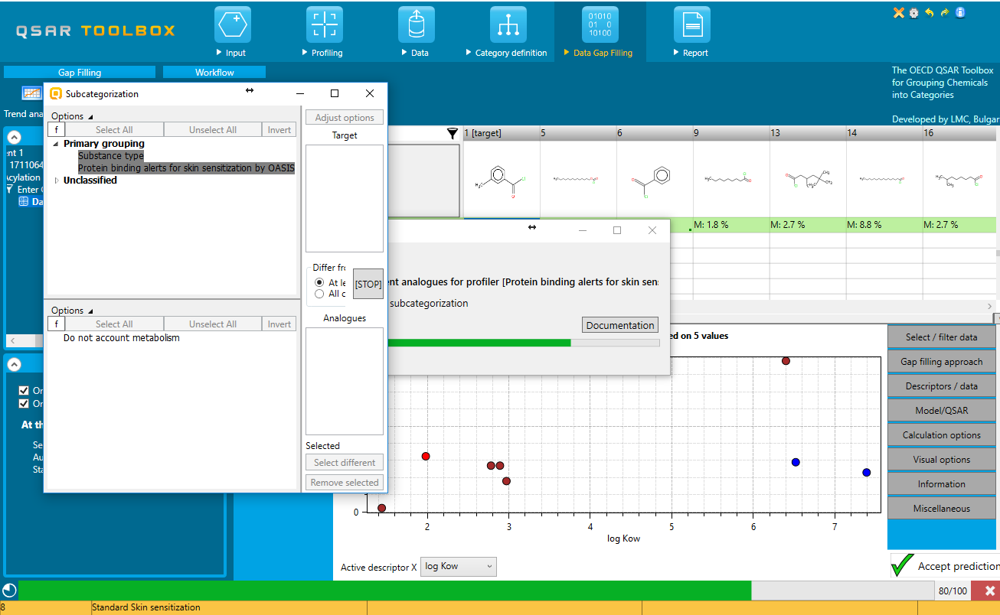 QSAR TOOLBOX
01010
01 0
10100
Input
Profiling
Data
Category definition
Data Gap Filling
Report
Gap Filling
Workflow
The OECD QSAR Toolbox
for Grouping Chemicals
into Categories
Developed by LMC, Bulgar
Trend ana
Subcategorization
Options
f
Select All
Unselect All
Invert
Primary grouping
Substance type
Protein binding alerts for skin sensitization by OASIS
Unclassified
Adjust options
Target
Differ fro
At le
All c
[STOP]
Analogues
Options
f
Select All
Unselect All
Invert
Do not account metabolism
Selected
Select different
Remove selected
ent 1
1711064
Acylation
Enter
Da
1 [target]
5
6
9
13
14
16
M: 1.8 %
M: 2.7 %
M: 8.8 %
M: 2.7 %
nt analogues for profiler [Protein binding alerts for skin sens
subcategorization
Documentation
ed on 5 values
0
2
3
4
5
6
7
log Kow
Active descriptor X
log Kow
Select / filter data
Gap filling approach
Descriptors / data
Model/QSAR
Calculation options
Visual options
Information
Miscellaneous
Accept prediction
Or
Or
At th
Se
Au
Sta
80/100
8
Standard Skin sensitization